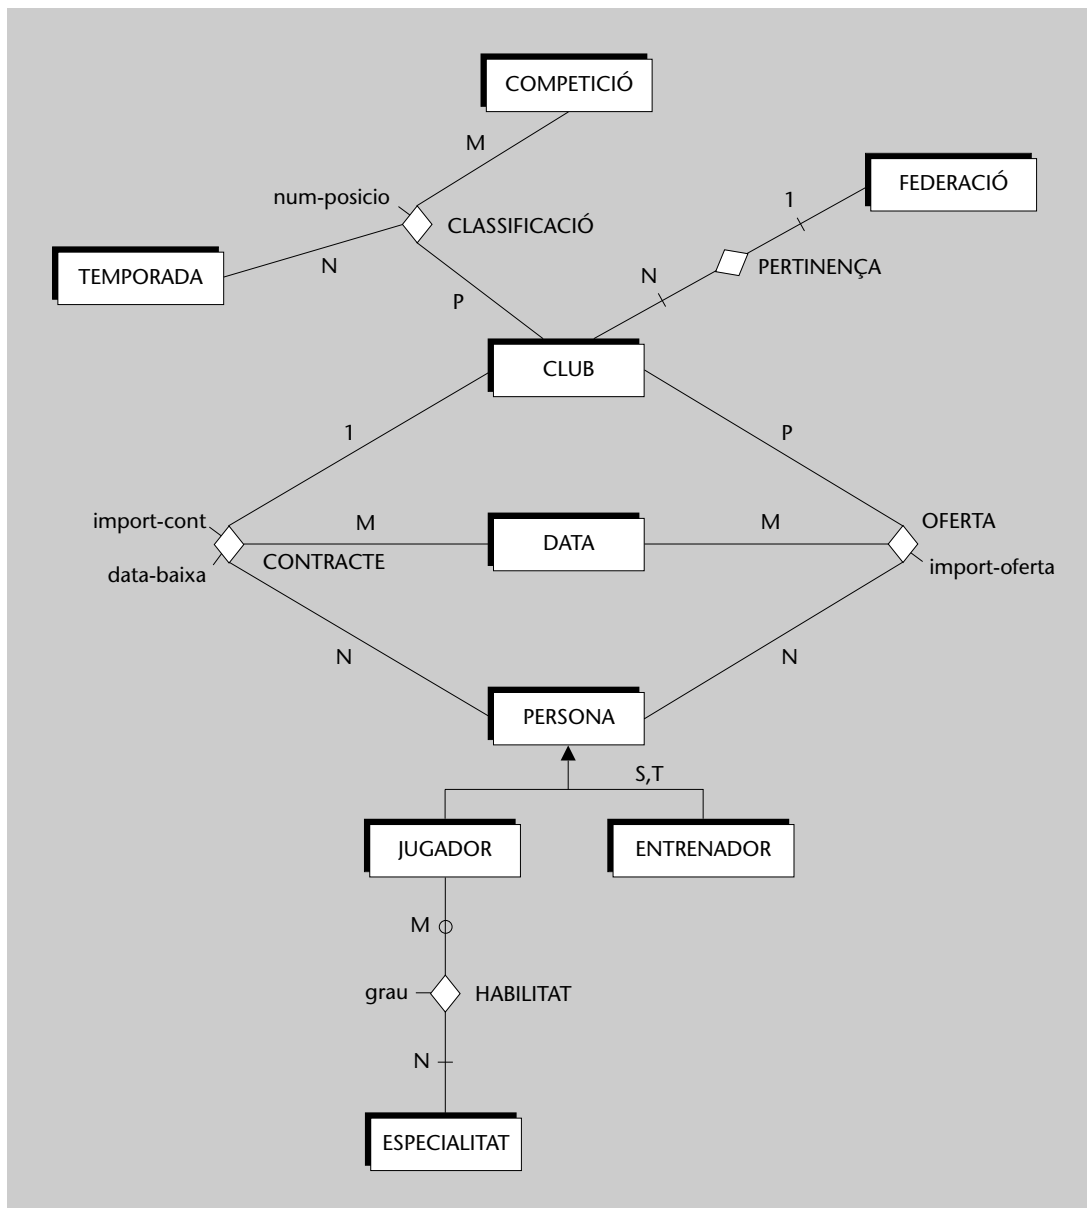 COMPETICIÓ
M
FEDERACIÓ
1
num-posicio
CLASSIFICACIÓ
TEMPORADA
N
PERTINENÇA
N
P
CLUB
1
P
import-cont
M
DATA
M
OFERTA
CONTRACTE
import-oferta
data-baixa
N
N
PERSONA
S,T
JUGADOR
ENTRENADOR
M
grau
HABILITAT
N
ESPECIALITAT